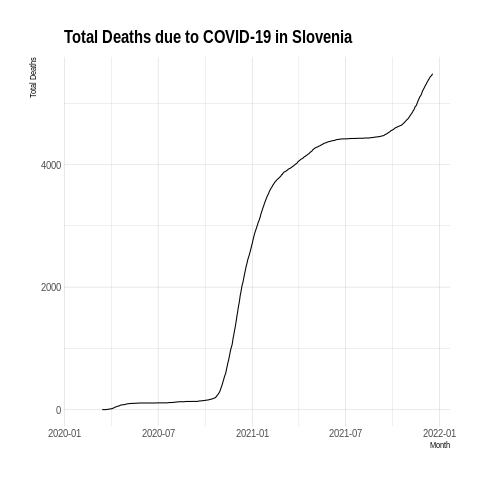 Total Deaths due to COVID-19 in Slovenia
Total Deaths
4000
2000
0
2020-01 2020-07 2021-01 2021-07 2022-01
Month